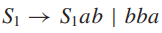 S₁ → S₁ab | bba